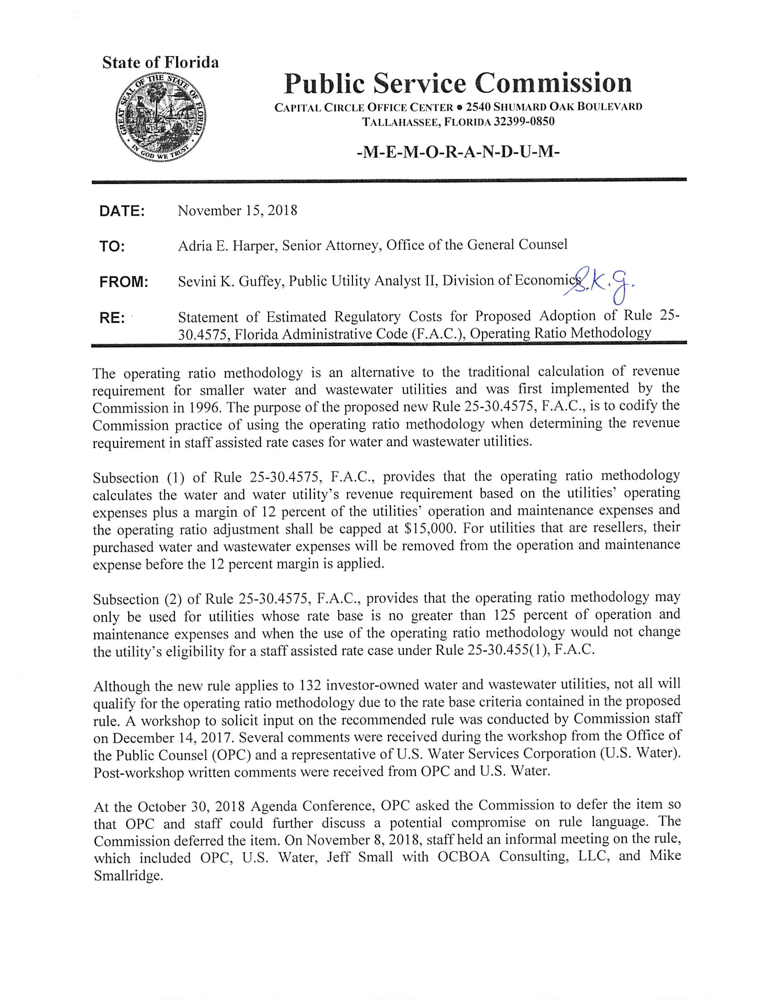 State of Florida
GREAT SEAL OF THE STATE OF FLORIDA
IN GOD WE TRUST
Public Service Commission
CAPITAL CIRCLE OFFICE CENTER ● 2540 SHUMARD OAK BOULEVARD
TALLAHASSEE, FLORIDA 32399-0850
-M-E-M-O-R-A-N-D-U-M-
DATE: November 15, 2018
TO: Adria E. Harper, Senior Attorney, Office of the General Counsel
FROM: Sevini K. Guffey, Public Utility Analyst II, Division of Economics S.K.G.
RE: Statement of Estimated Regulatory Costs for Proposed Adoption of Rule 25-
30.4575, Florida Administrative Code (F.A.C.), Operating Ratio Methodology
The operating ratio methodology is an alternative to the traditional calculation of revenue
requirement for smaller water and wastewater utilities and was first implemented by the
Commission in 1996. The purpose of the proposed new Rule 25-30.4575, F.A.C., is to codify the
Commission practice of using the operating ratio methodology when determining the revenue
requirement in staff assisted rate cases for water and wastewater utilities.
Subsection (1) of Rule 25-30.4575, F.A.C., provides that the operating ratio methodology
calculates the water and water utility's revenue requirement based on the utilities' operating
expenses plus a margin of 12 percent of the utilities' operation and maintenance expenses and
the operating ratio adjustment shall be capped at $15,000. For utilities that are resellers, their
purchased water and wastewater expenses will be removed from the operation and maintenance
expense before the 12 percent margin is applied.
Subsection (2) of Rule 25-30.4575, F.A.C., provides that the operating ratio methodology may
only be used for utilities whose rate base is no greater than 125 percent of operation and
maintenance expenses and when the use of the operating ratio methodology would not change
the utility's eligibility for a staff assisted rate case under Rule 25-30.455(1), F.A.C.
Although the new rule applies to 132 investor-owned water and wastewater utilities, not all will
qualify for the operating ratio methodology due to the rate base criteria contained in the proposed
rule. A workshop to solicit input on the recommended rule was conducted by Commission staff
on December 14, 2017. Several comments were received during the workshop from the Office of
the Public Counsel (OPC) and a representative of U.S. Water Services Corporation (U.S. Water).
Post-workshop written comments were received from OPC and U.S. Water.
At the October 30, 2018 Agenda Conference, OPC asked the Commission to defer the item so
that OPC and staff could further discuss a potential compromise on rule language. The
Commission deferred the item. On November 8, 2018, staff held an informal meeting on the rule,
which included OPC, U.S. Water, Jeff Small with OCBOA Consulting, LLC, and Mike
Smallridge.